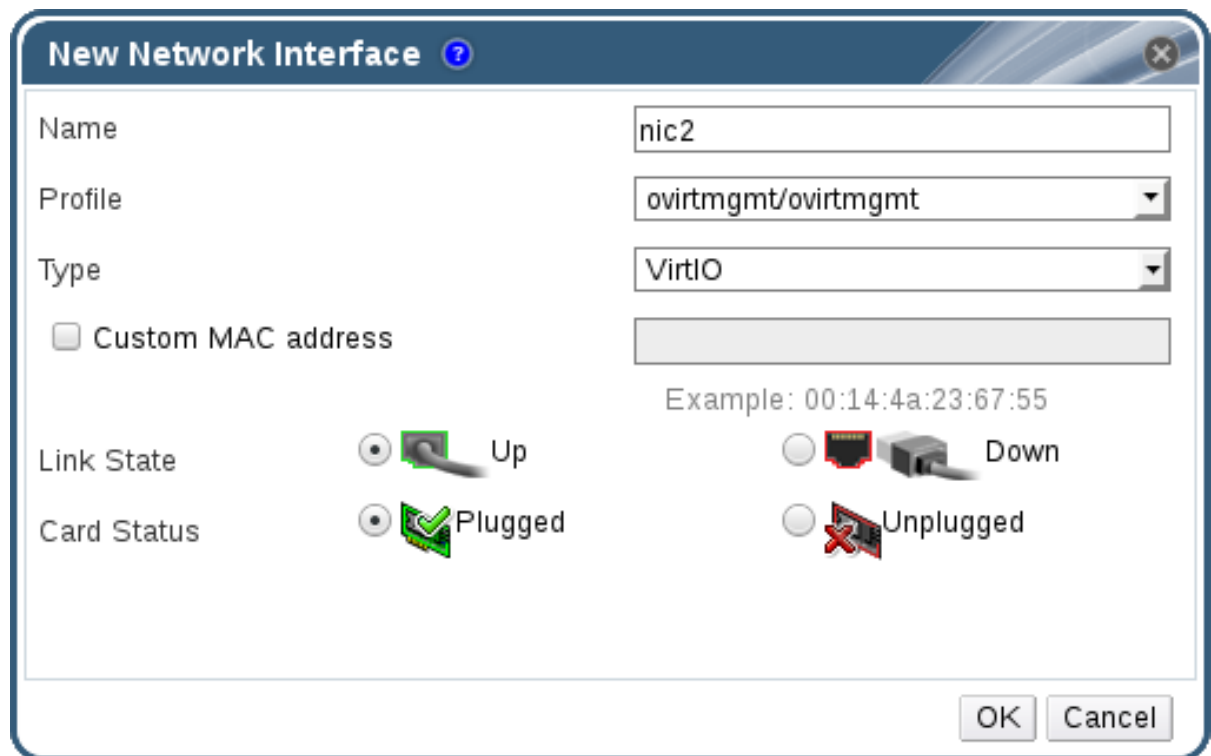 New Network Interface ?
Name
nic2
Profile
ovirtmgmt/ovirtmgmt
Type
VirtIO
Custom MAC address
Example: 00:14:4a:23:67:55
Link State Up Down
Card Status Plugged Unplugged
OK Cancel